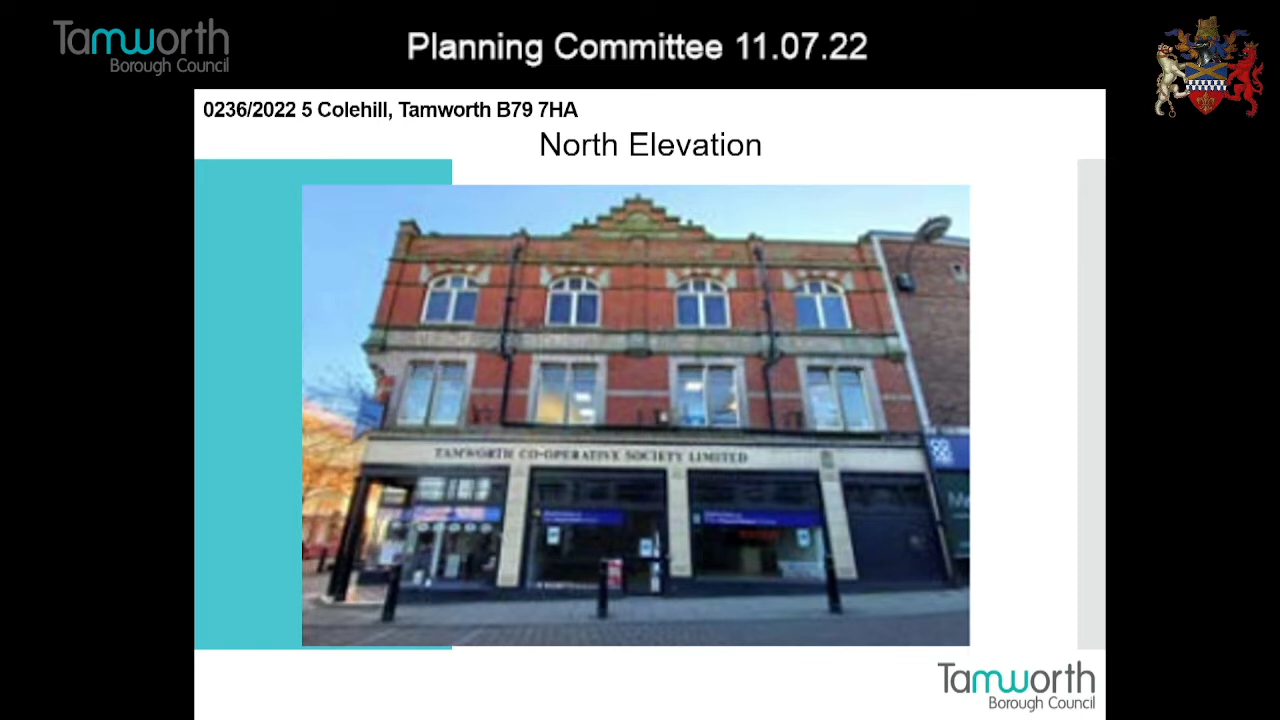 Tamworth
Borough Council
Planning Committee 11.07.22
0236/2022 5 Colehill, Tamworth B79 7HA
North Elevation
TAMWORTH CO-OPERATIVE SOCIETY LIMITED
Tamworth
Borough Council